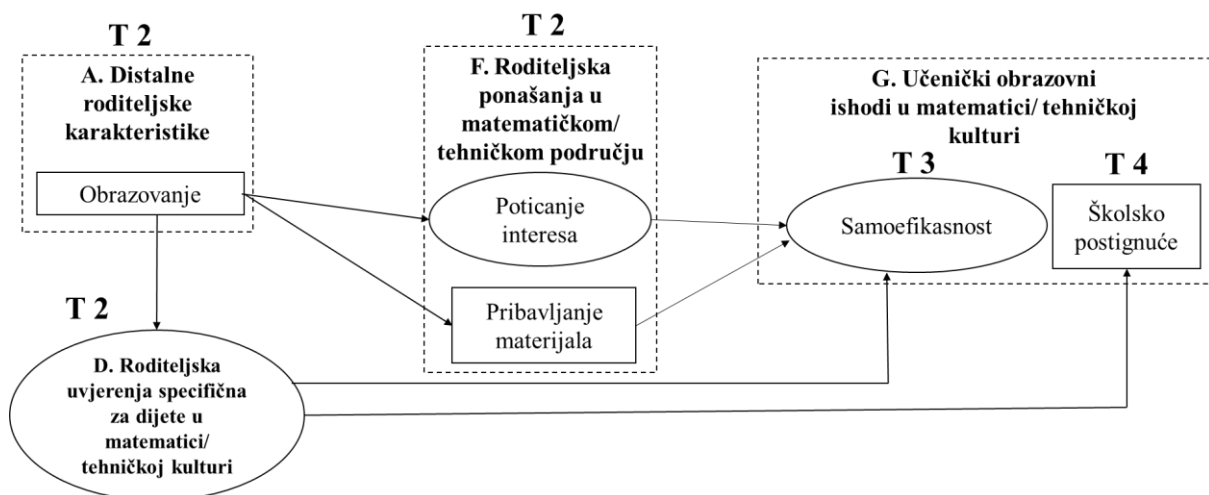 T 2
A. Distalne
roditeljske
karakteristike
Obrazovanje
T 2
D. Roditeljska
uvjerenja specifična
za dijete u
matematici/
tehničkoj kulturi
T 2
F. Roditeljska
ponašanja u
matematičkom/
tehničkom području
Poticanje
interesa
Pribavljanje
materijala
G. Učenički obrazovni
ishodi u matematici/ tehničkoj
kulturi
T 3
Samoefikasnost
T 4
Školsko
postignuće